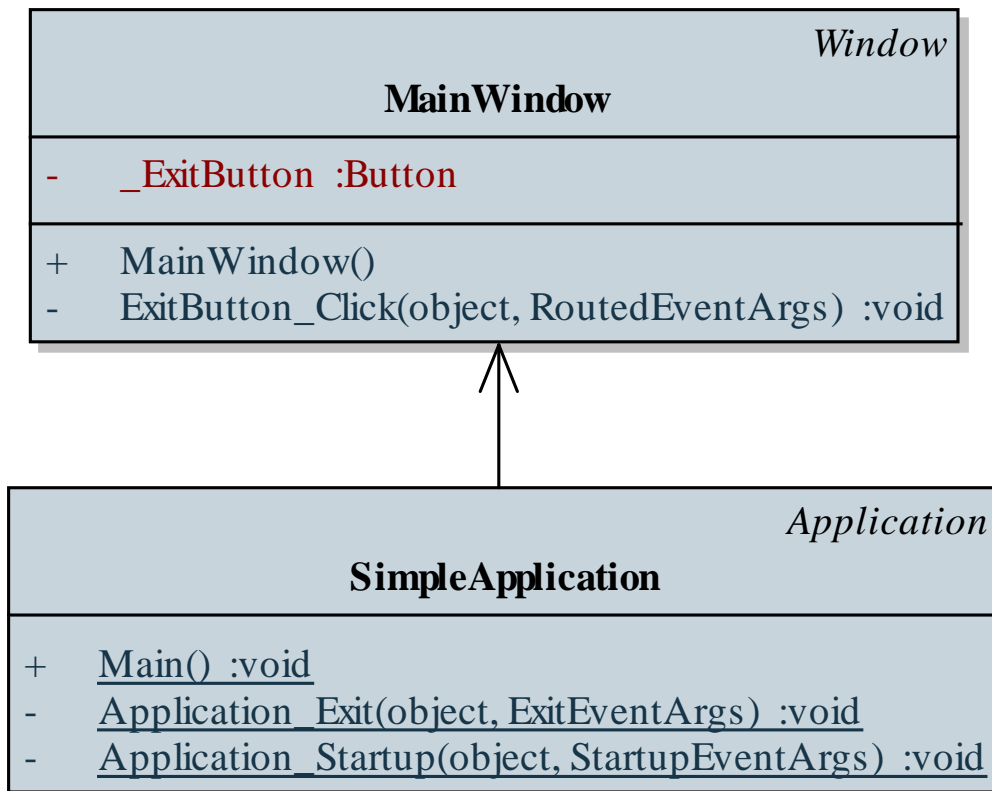 Window
MainWindow
- _ExitButton :Button
+ MainWindow()
- ExitButton_Click(object, RoutedEventArgs) :void
Application
SimpleApplication
+ Main() :void
- Application_Exit(object, ExitEventArgs) :void
- Application_Startup(object, StartupEventArgs) :void